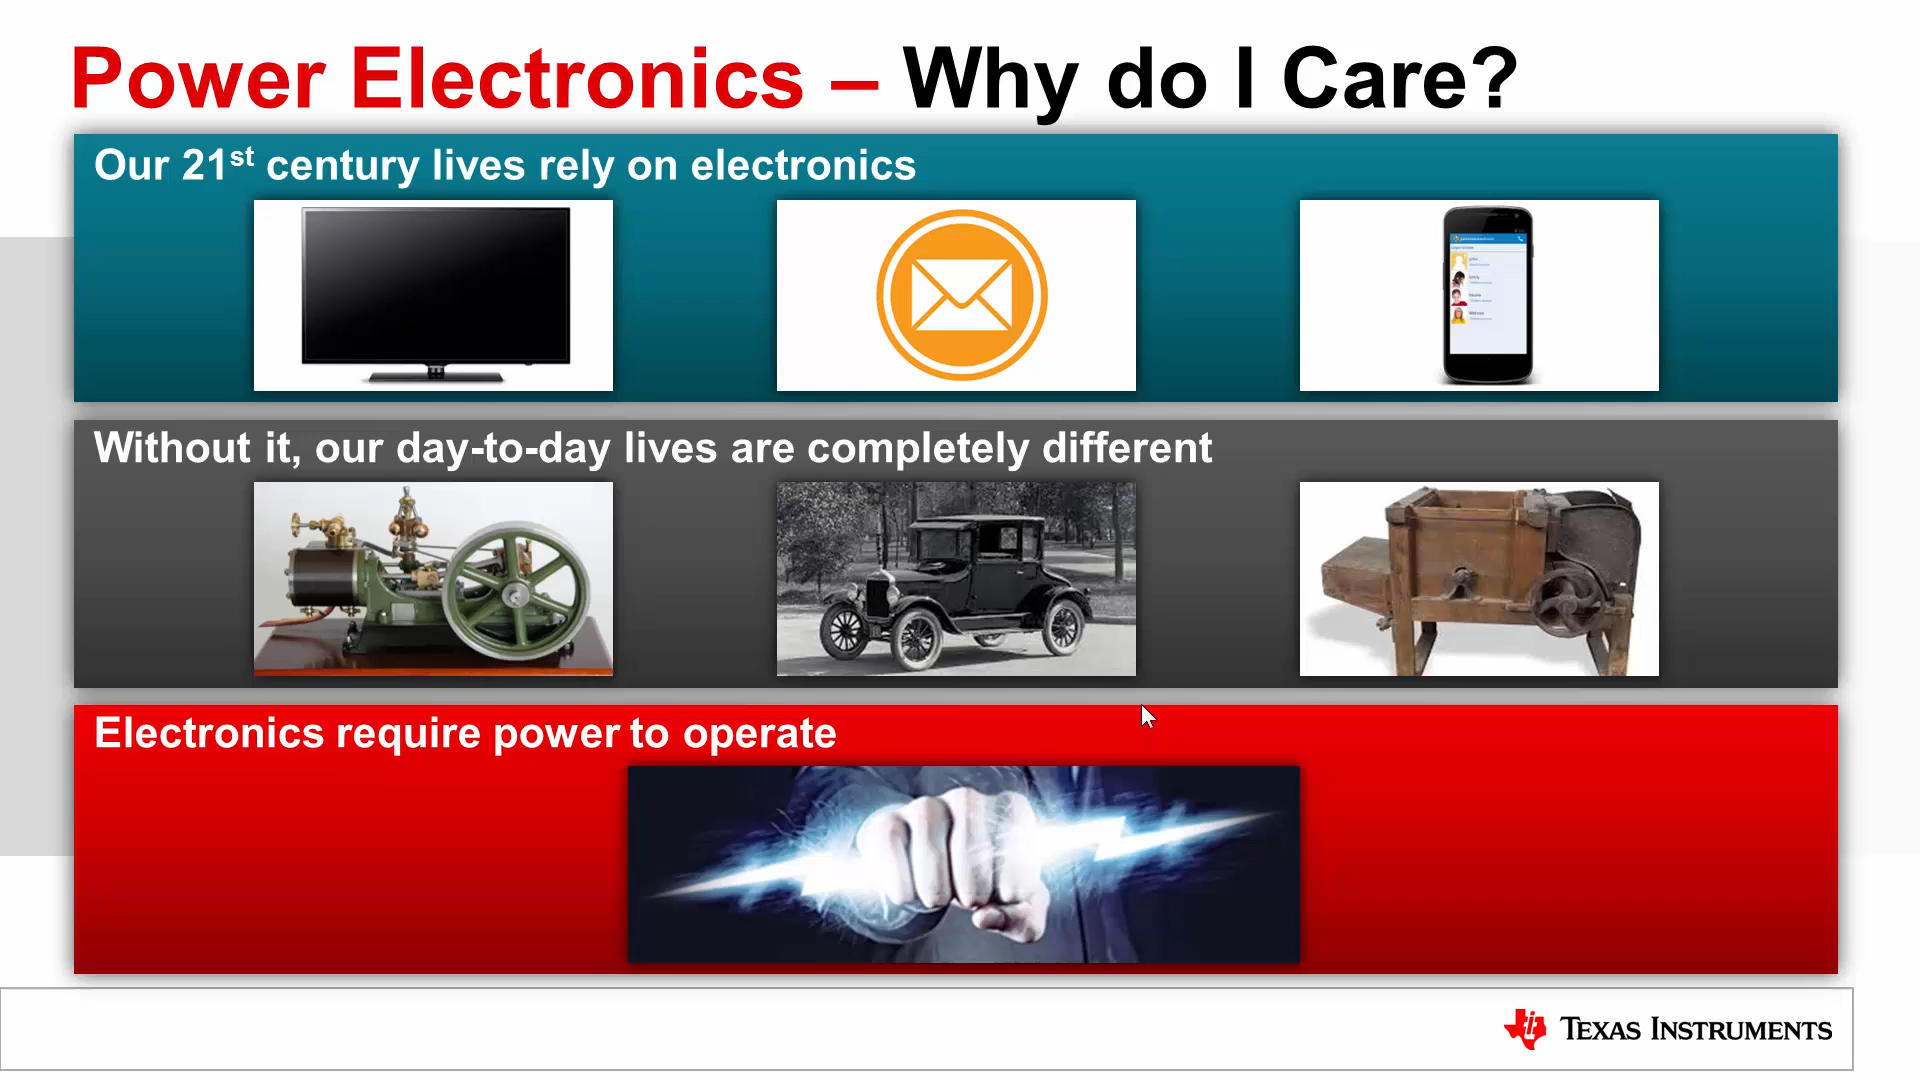 Power Electronics – Why do I Care?
Our 21st century lives rely on electronics
Without it, our day-to-day lives are completely different
Electronics require power to operate
TEXAS INSTRUMENTS